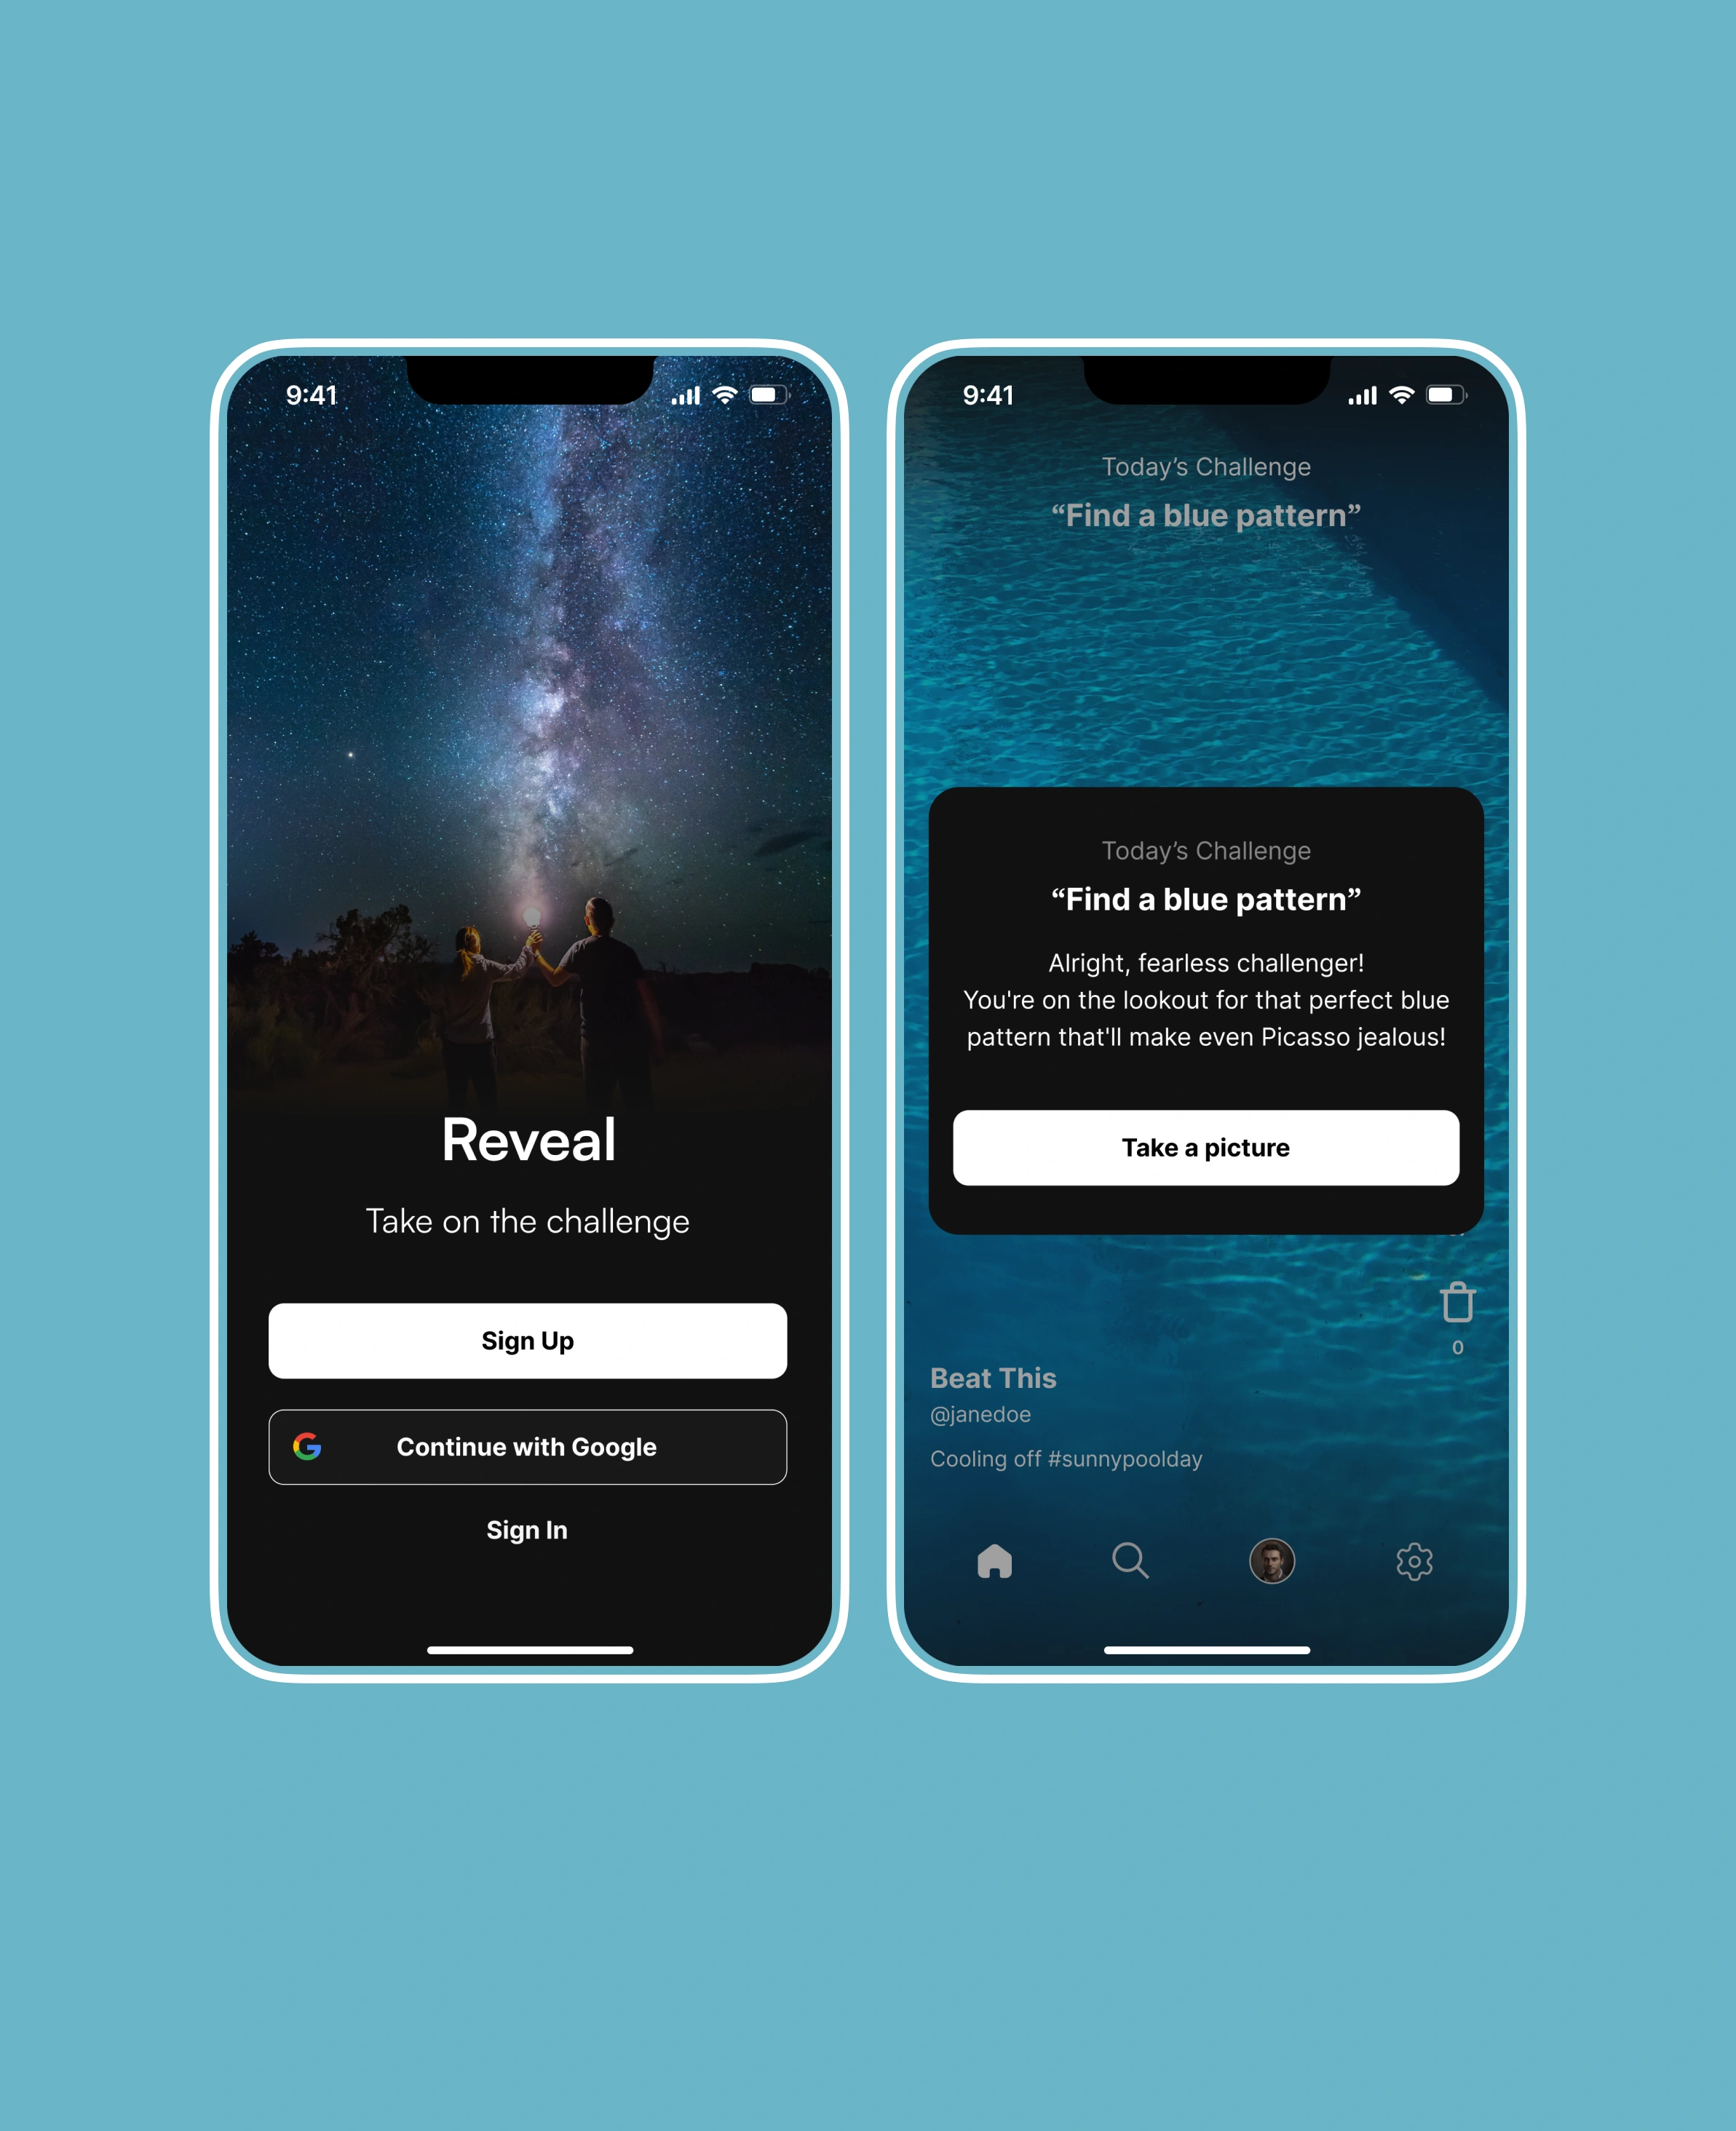 9:41
Reveal
Take on the challenge
Sign Up
Continue with Google
Sign In
9:41
Today’s Challenge
“Find a blue pattern”
Today’s Challenge
“Find a blue pattern”
Alright, fearless challenger!
You're on the lookout for that perfect blue
pattern that'll make even Picasso jealous!
Take a picture
0
Beat This
@janedoe
Cooling off #sunnypoolday